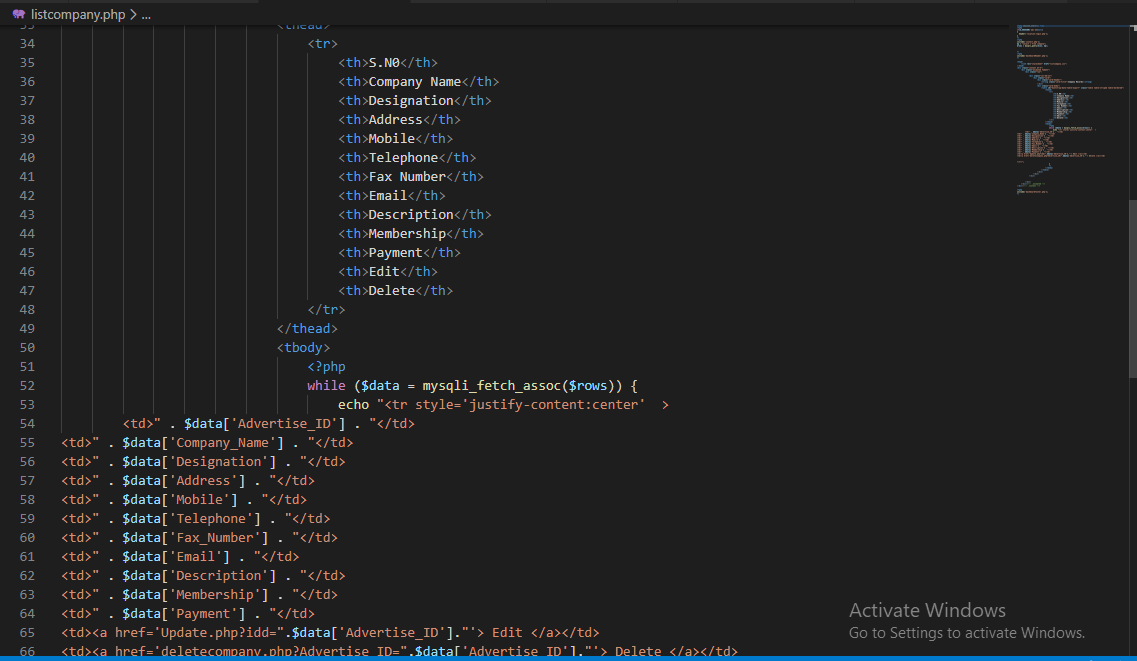 listcompany.php > ...
34 <tr>
35 <th>S.N0</th>
36 <th>Company Name</th>
37 <th>Designation</th>
38 <th>Address</th>
39 <th>Mobile</th>
40 <th>Telephone</th>
41 <th>Fax Number</th>
42 <th>Email</th>
43 <th>Description</th>
44 <th>Membership</th>
45 <th>Payment</th>
46 <th>Edit</th>
47 <th>Delete</th>
48 </tr>
49 </thead>
50 <tbody>
51 <?php
52 while ($data = mysqli_fetch_assoc($rows)) {
53 echo "<tr style='justify-content:center'  >
54 <td>" . $data['Advertise_ID'] . "</td>
55 <td>" . $data['Company_Name'] . "</td>
56 <td>" . $data['Designation'] . "</td>
57 <td>" . $data['Address'] . "</td>
58 <td>" . $data['Mobile'] . "</td>
59 <td>" . $data['Telephone'] . "</td>
60 <td>" . $data['Fax_Number'] . "</td>
61 <td>" . $data['Email'] . "</td>
62 <td>" . $data['Description'] . "</td>
63 <td>" . $data['Membership'] . "</td>
64 <td>" . $data['Payment'] . "</td>
65 <td><a href='Update.php?idd=".$data['Advertise_ID']."'> Edit </a></td>
66 <td><a href='deletecompany.php?Advertise_ID=".$data['Advertise_ID']."'> Delete </a></td>
Activate Windows
Go to Settings to activate Windows.